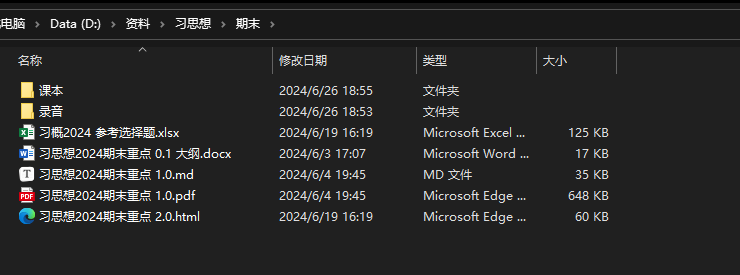 电脑 › Data (D:) › 资料 › 习思想 › 期末 ›
名称 修改日期 类型 大小
课本 2024/6/26 18:55 文件夹
录音 2024/6/26 18:53 文件夹
习概2024 参考选择题.xlsx 2024/6/19 16:19 Microsoft Excel ... 125 KB
习思想2024期末重点 0.1 大纲.docx 2024/6/3 17:07 Microsoft Word ... 17 KB
习思想2024期末重点 1.0.md 2024/6/4 19:45 MD 文件 35 KB
习思想2024期末重点 1.0.pdf 2024/6/4 19:45 Microsoft Edge ... 648 KB
习思想2024期末重点 2.0.html 2024/6/19 16:19 Microsoft Edge ... 60 KB